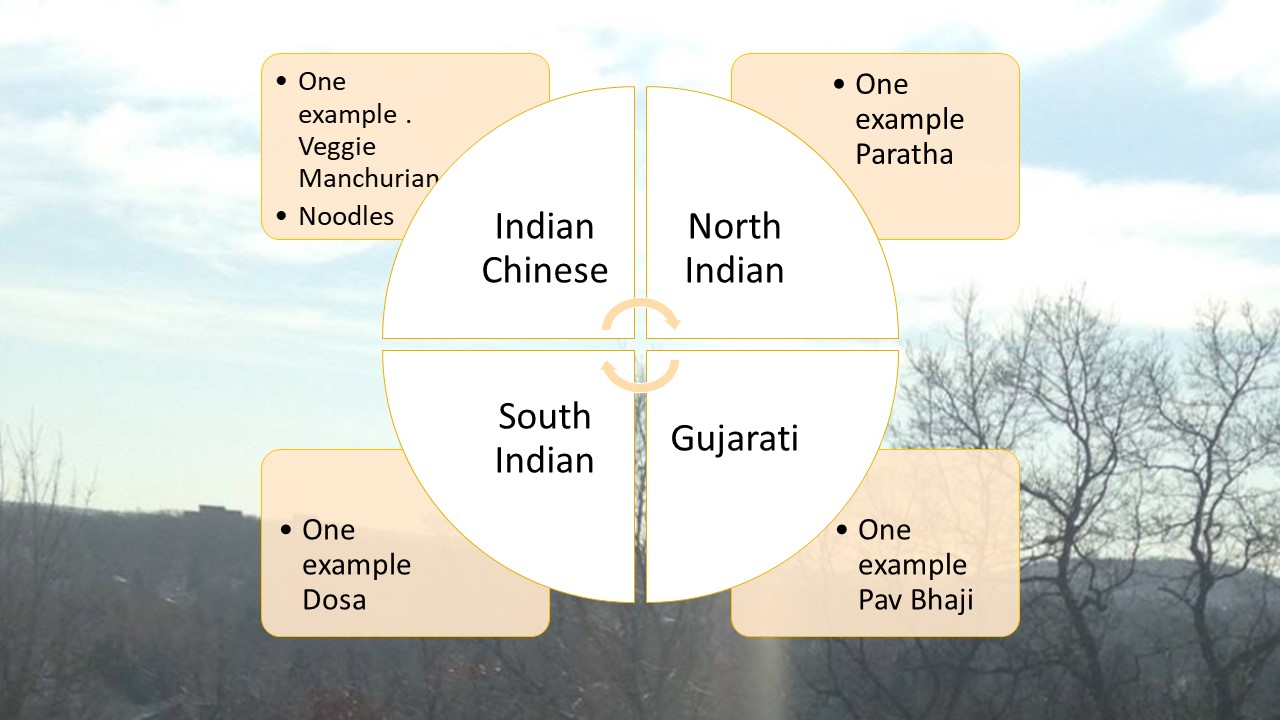 • One
example .
Veggie
Manchurian
• Noodles
Indian
Chinese
• One
example
Paratha
North
Indian
South
Indian
• One
example
Dosa
Gujarati
• One
example
Pav Bhaji